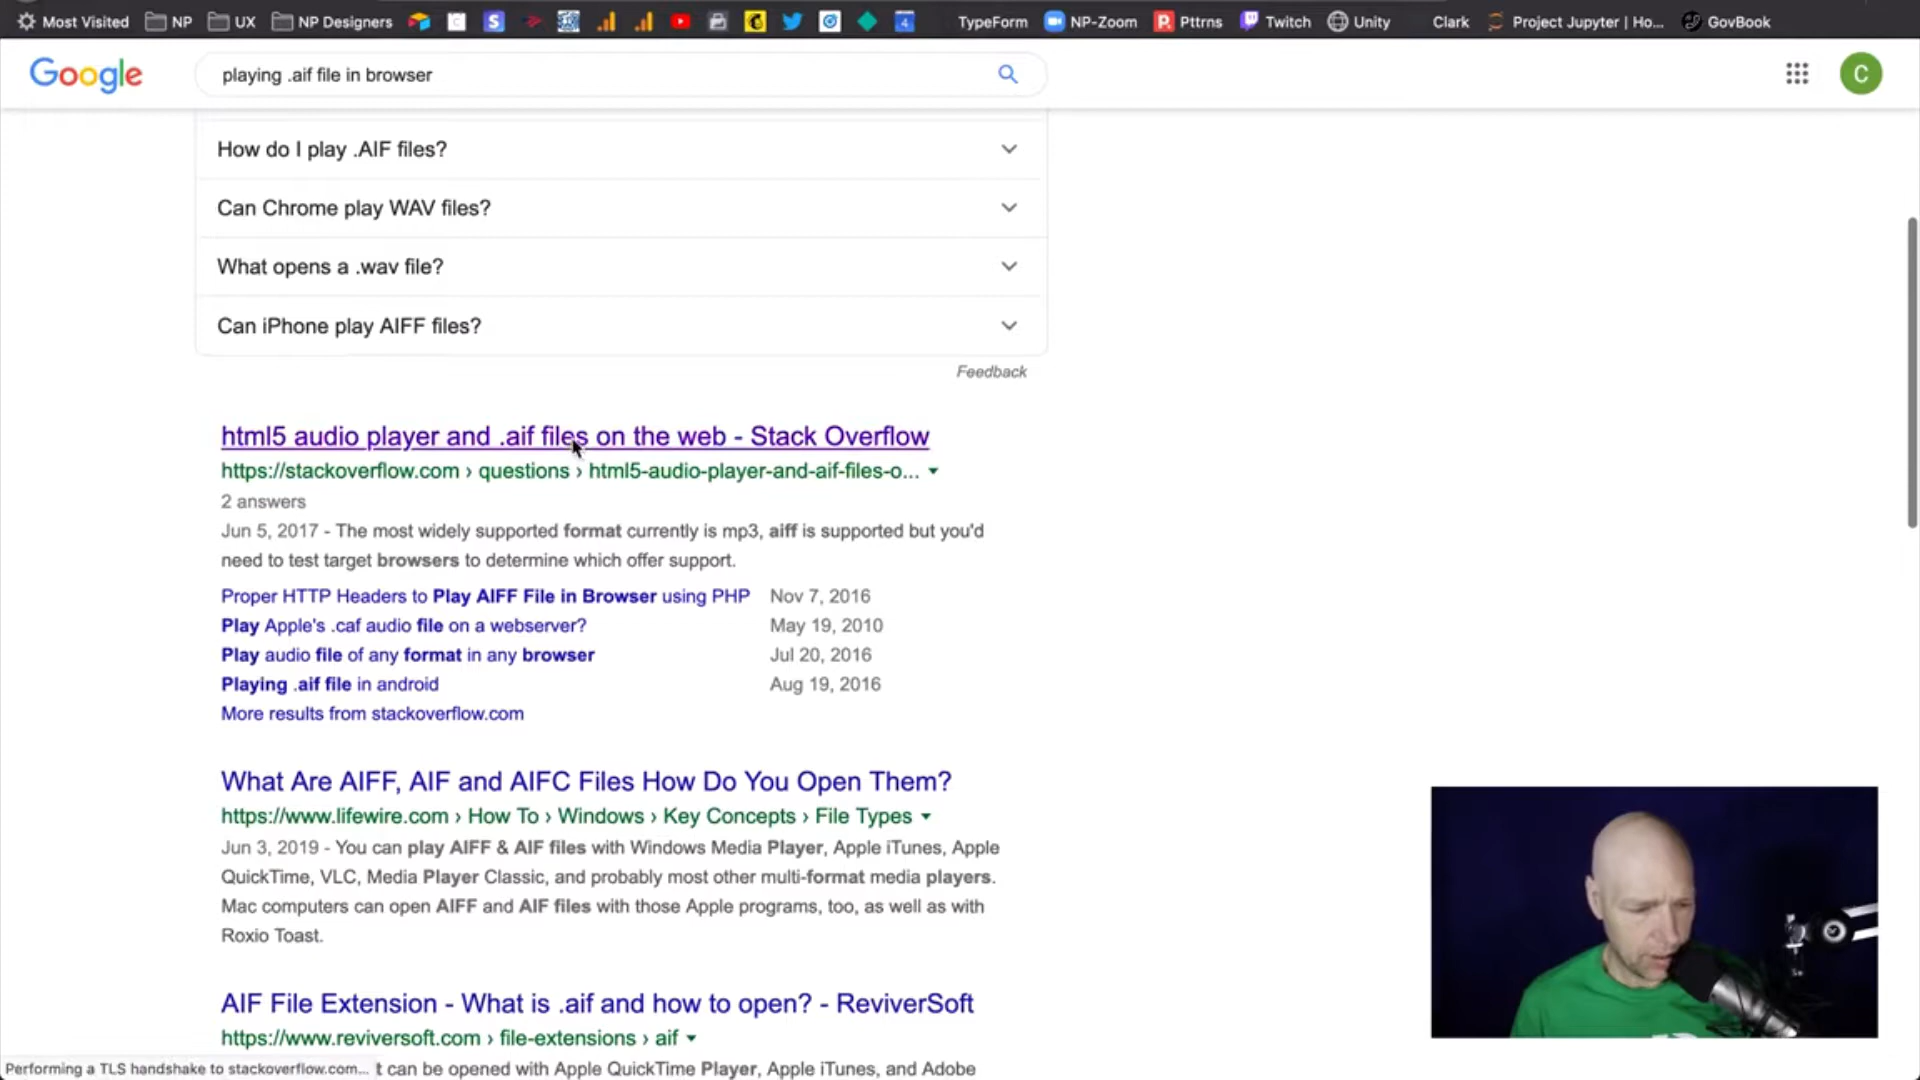 Most Visited NP UX NP Designers TypeForm NP-Zoom Pttrns Twitch Unity Clark Project Jupyter | Ho... GovBook
Google
playing .aif file in browser
C
How do I play .AIF files?
Can Chrome play WAV files?
What opens a .wav file?
Can iPhone play AIFF files?
Feedback
html5 audio player and .aif files on the web - Stack Overflow
https://stackoverflow.com › questions › html5-audio-player-and-aif-files-o...
2 answers
Jun 5, 2017 - The most widely supported format currently is mp3, aiff is supported but you'd
need to test target browsers to determine which offer support.
Proper HTTP Headers to Play AIFF File in Browser using PHP Nov 7, 2016
Play Apple's .caf audio file on a webserver? May 19, 2010
Play audio file of any format in any browser Jul 20, 2016
Playing .aif file in android Aug 19, 2016
More results from stackoverflow.com
What Are AIFF, AIF and AIFC Files How Do You Open Them?
https://www.lifewire.com › How To › Windows › Key Concepts › File Types
Jun 3, 2019 - You can play AIFF & AIF files with Windows Media Player, Apple iTunes, Apple
QuickTime, VLC, Media Player Classic, and probably most other multi-format media players.
Mac computers can open AIFF and AIF files with those Apple programs, too, as well as with
Roxio Toast.
AIF File Extension - What is .aif and how to open? - ReviverSoft
https://www.reviversoft.com › file-extensions › aif
Performing a TLS handshake to stackoverflow.com... t can be opened with Apple QuickTime Player, Apple iTunes, and Adobe